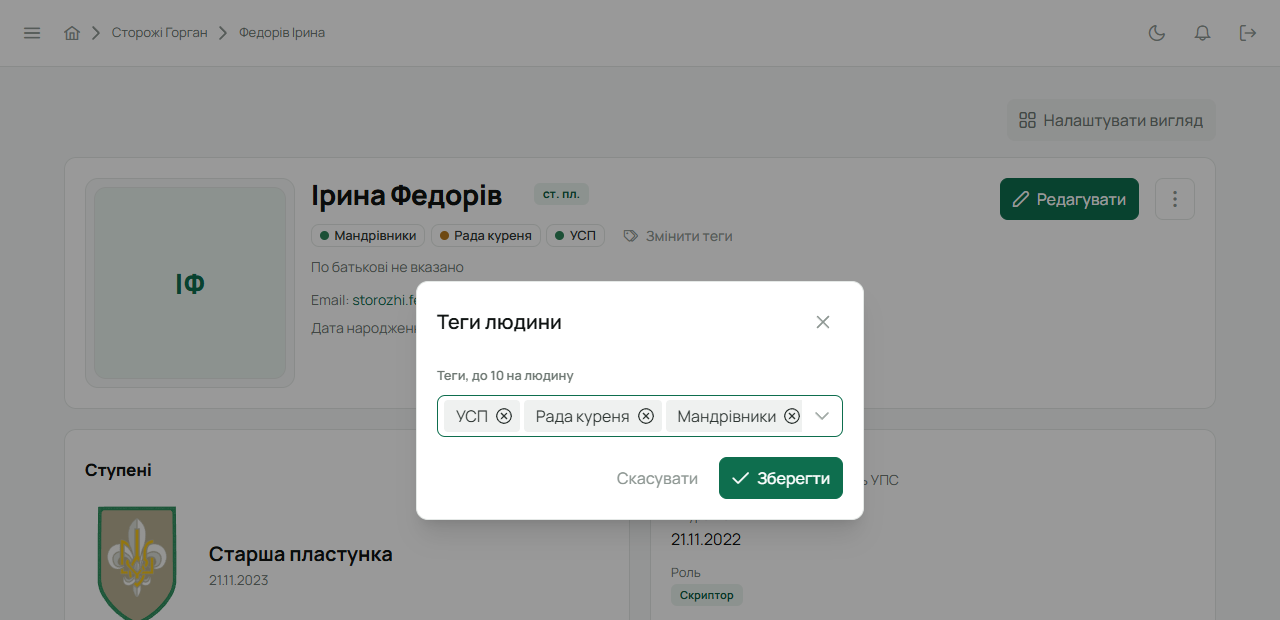 Сторожі Горган
Федорів Ірина
Налаштувати вигляд
ІФ
Ірина Федорів
ст. пл.
Редагувати
Мандрівники
Рада куреня
УСП
Змінити теги
По батькові не вказано
Email: storozhi.f
Дата народжен
Теги людини
Теги, до 10 на людину
УСП
Рада куреня
Мандрівники
Скасувати
Зберегти
Ступені
Старша пластунка
21.11.2023
УПС
21.11.2022
Роль
Скриптор